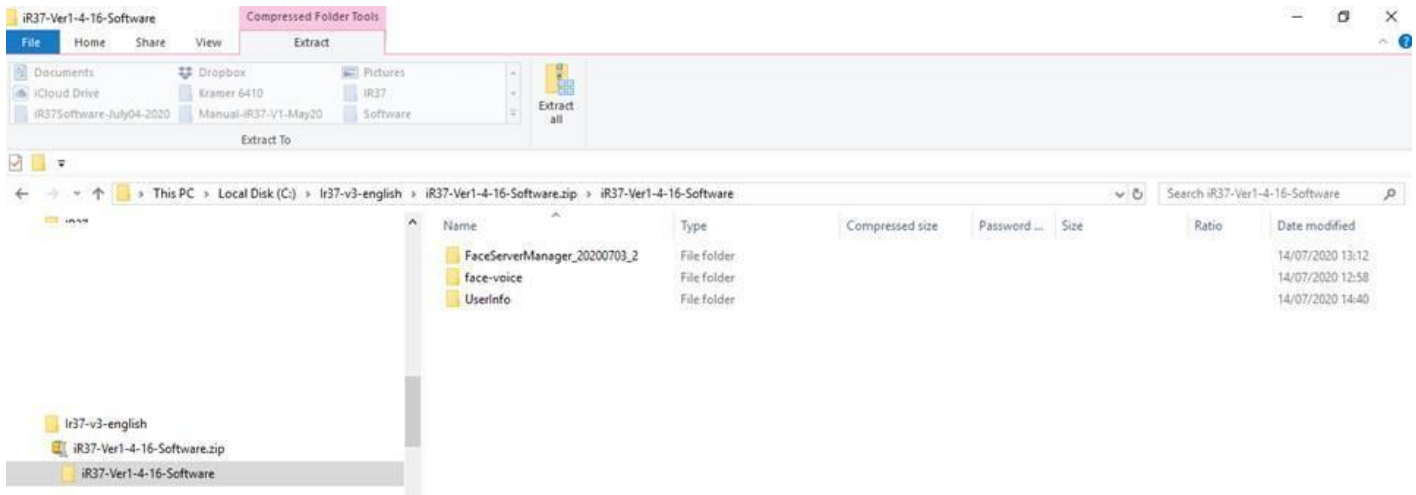 iR37-Ver1-4-16-Software Compressed Folder Tools
File Home Share View Extract
Documents Dropbox Pictures
iCloud Drive Kramer 6410 IR37
iR37Software-July04-2020 Manual-iR37-V1-May20 Software
Extract all
Extract To
This PC > Local Disk (C:) > Ir37-v3-english > iR37-Ver1-4-16-Software.zip > iR37-Ver1-4-16-Software Search iR37-Ver1-4-16-Software
Name Type Compressed size Password ... Size Ratio Date modified
FaceServerManager_20200703_2 File folder 14/07/2020 13:12
face-voice File folder 14/07/2020 12:58
UserInfo File folder 14/07/2020 14:40
Ir37-v3-english
iR37-Ver1-4-16-Software.zip
iR37-Ver1-4-16-Software